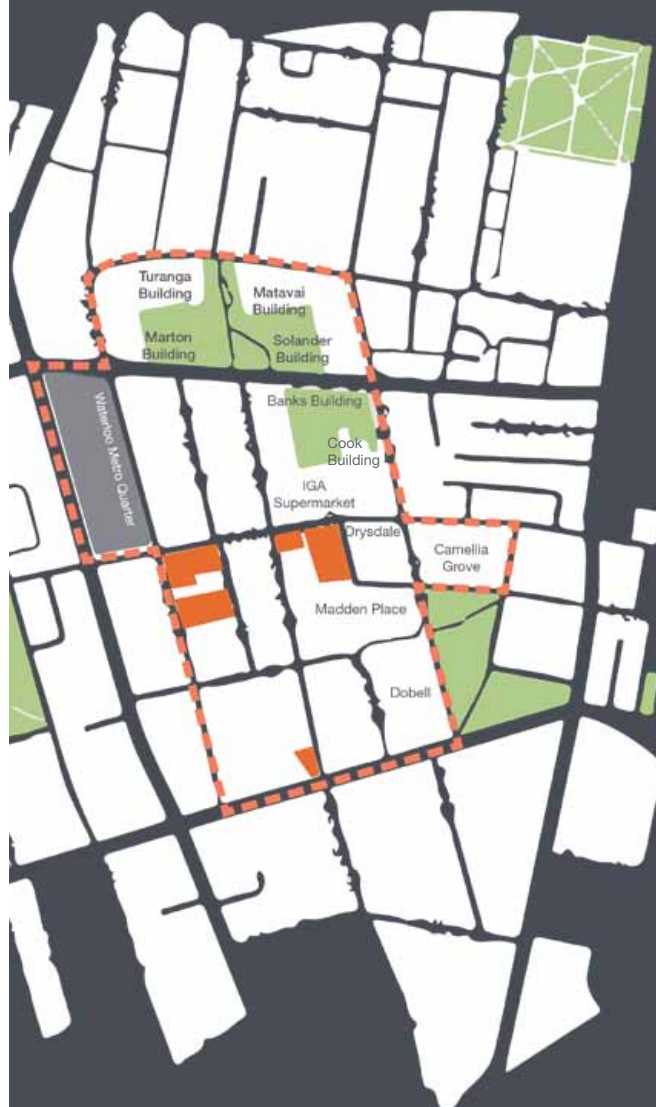 Turanga
Building
Matavai
Building
Marton
Building
Solander
Building
Banks Building
Waterloo Metro Quarter
Cook
Building
IGA
Supermarket
Drysdale
Camellia
Grove
Madden Place
Dobell